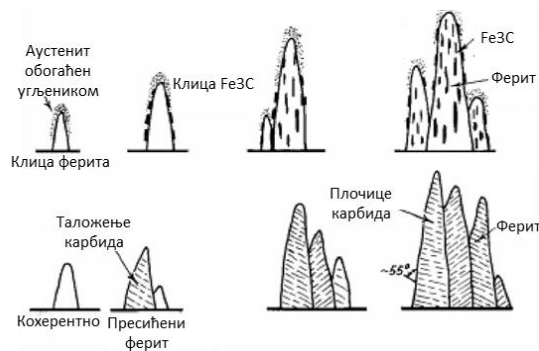 Аустенит
обогаћен
угљеником
Клица ферита
Клица Fe3C
Fe3C
Ферит
Таложење
карбида
Кохерентно
Пресићени
ферит
Плочице
карбида
Ферит
~55°